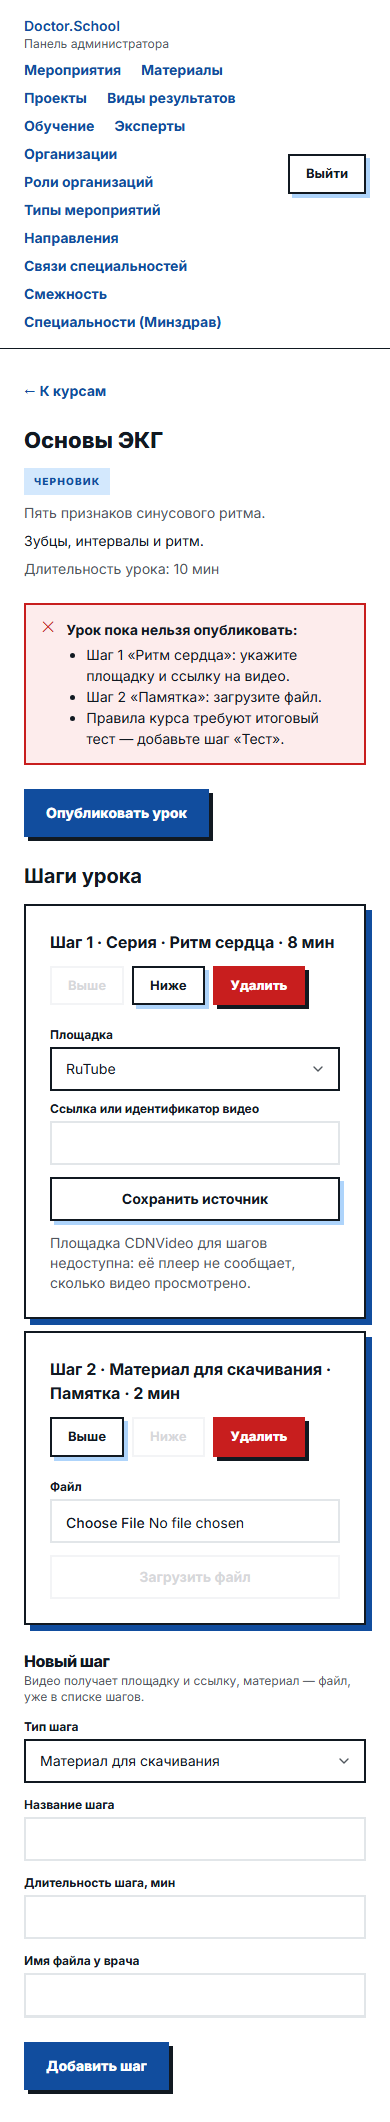 Doctor.School
Панель администратора
Мероприятия Материалы
Проекты Виды результатов
Обучение Эксперты
Организации
Выйти
Роли организаций
Типы мероприятий
Направления
Связи специальностей
Смежность
Специальности (Минздрав)
← К курсам
Основы ЭКГ
ЧЕРНОВИК
Пять признаков синусового ритма.
Зубцы, интервалы и ритм.
Длительность урока: 10 мин
Урок пока нельзя опубликовать:
• Шаг 1 «Ритм сердца»: укажите
площадку и ссылку на видео.
• Шаг 2 «Памятка»: загрузите файл.
• Правила курса требуют итоговый
тест — добавьте шаг «Тест».
Опубликовать урок
Шаги урока
Шаг 1 · Серия · Ритм сердца · 8 мин
Выше Ниже Удалить
Площадка
RuTube
Ссылка или идентификатор видео
Сохранить источник
Площадка CDNVideo для шагов
недоступна: её плеер не сообщает,
сколько видео просмотрено.
Шаг 2 · Материал для скачивания ·
Памятка · 2 мин
Выше Ниже Удалить
Файл
Choose File No file chosen
Загрузить файл
Новый шаг
Видео получает площадку и ссылку, материал — файл,
уже в списке шагов.
Тип шага
Материал для скачивания
Название шага
Длительность шага, мин
Имя файла у врача
Добавить шаг